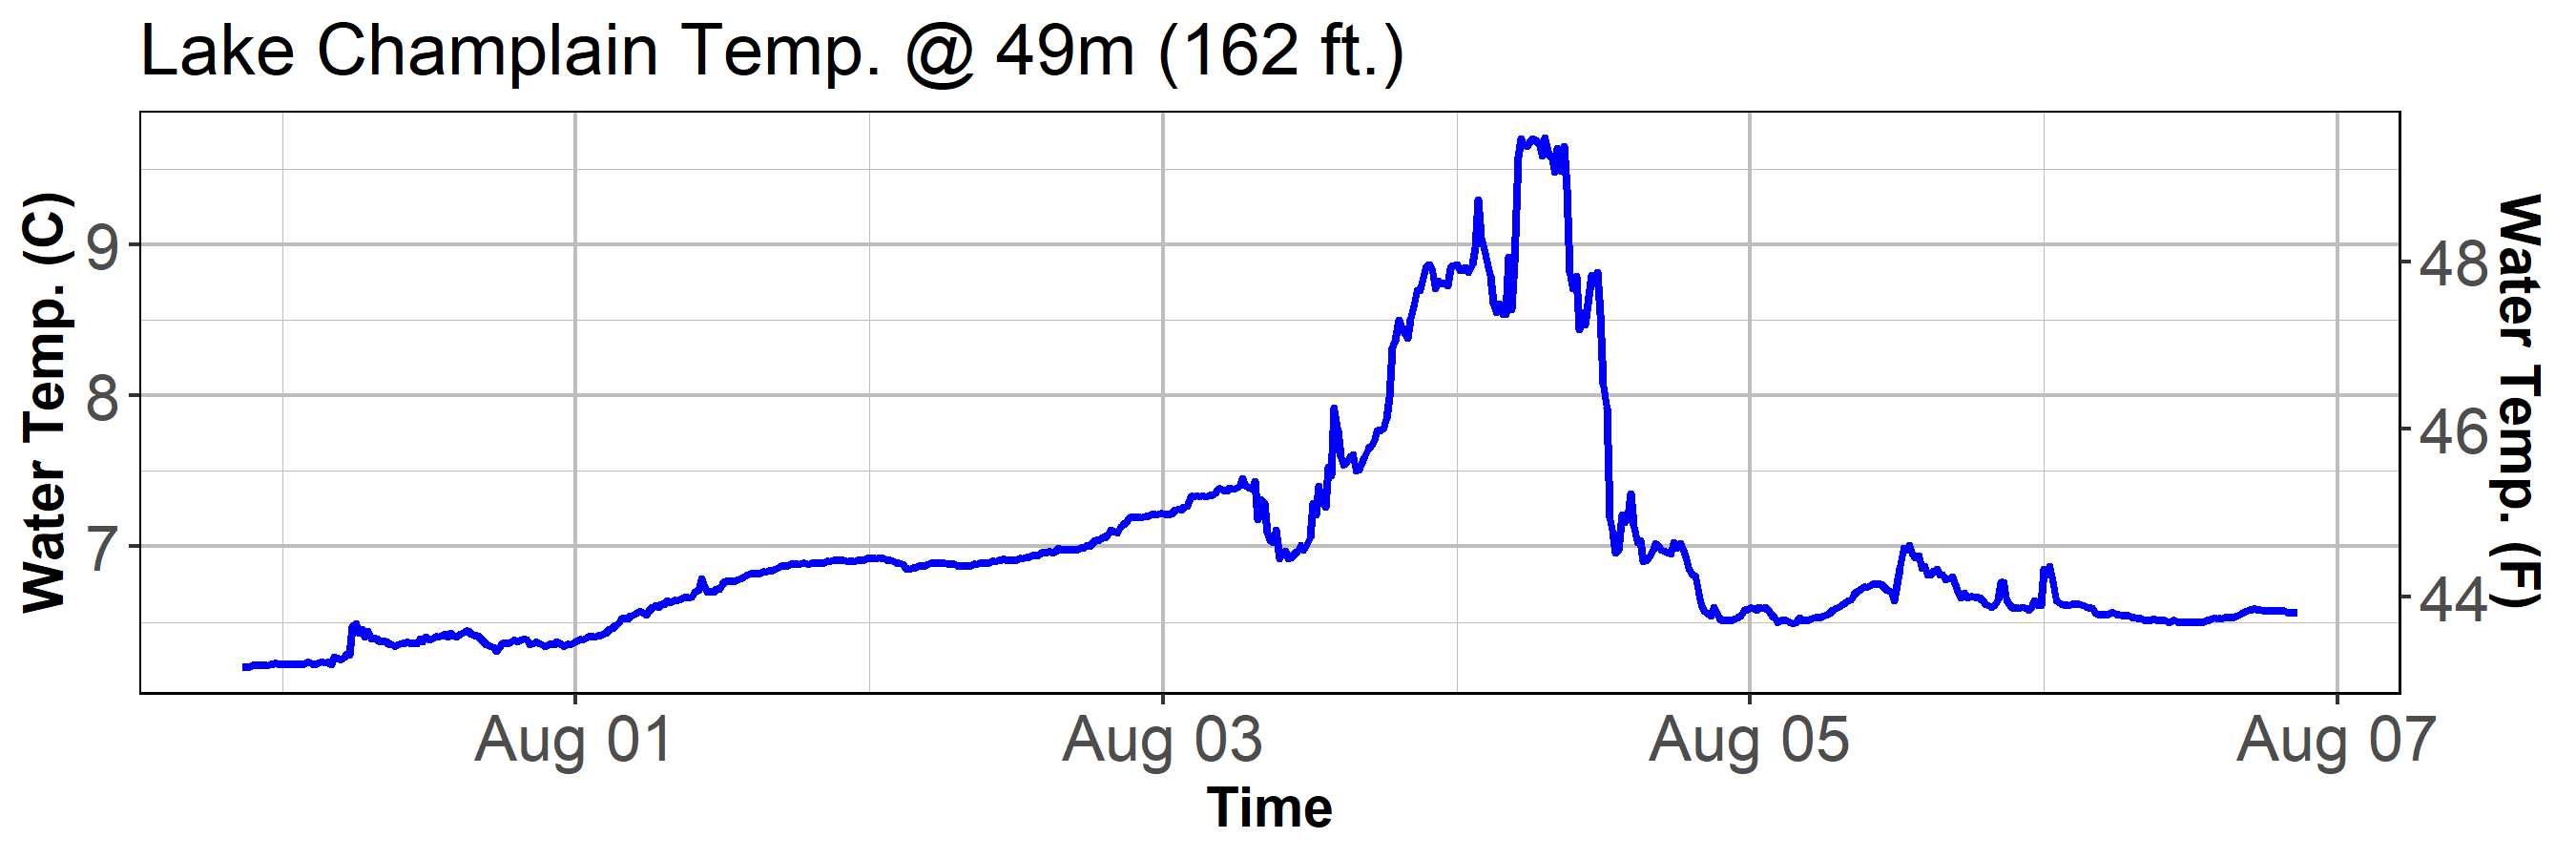 Lake Champlain Temp. @ 49m (162 ft.)
Water Temp. (C)
9
8
7
48
46
44
Water Temp. (F)
Aug 01 Aug 03 Aug 05 Aug 07
Time